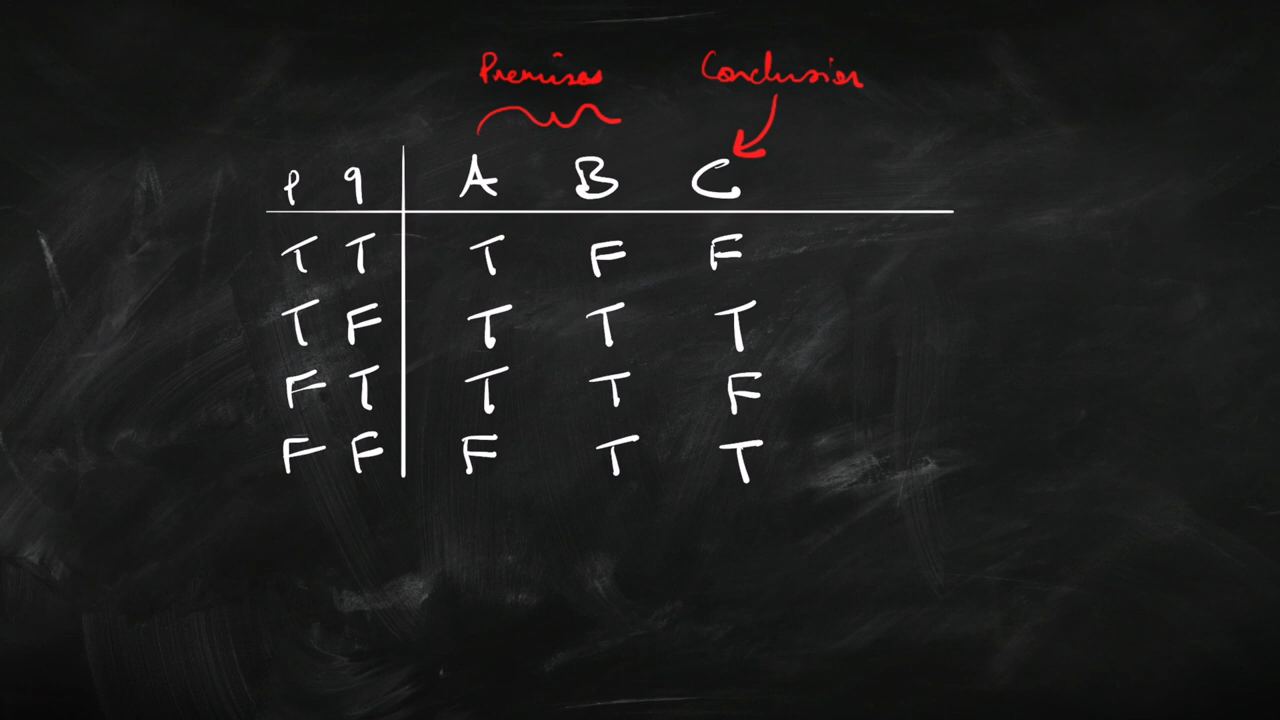 Premises Conclusion
p q A B C
T T T F F
T F T T T
F T T T F
F F F T T